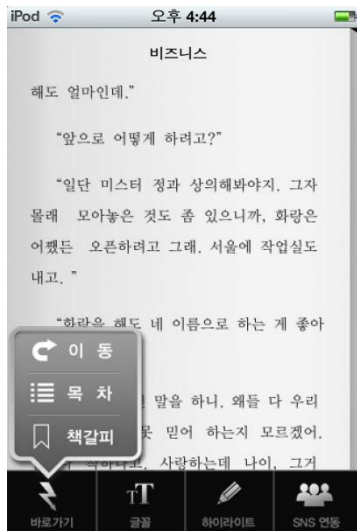 iPod 오후 4:44
비즈니스
해도 얼마인데.”
“앞으로 어떻게 하려고?”
“일단 미스터 정과 상의해봐야지. 그자
몰래 모아놓은 것도 좀 있으니까, 화랑은
어쨌든 오픈하려고 그래. 서울에 작업실도
내고. ”
“화랑을 해도 네 이름으로 하는 게 좋아
말을 하니. 왜들 다 우리
못 믿어 하는지 모르겠어.
사랑하는데 나이, 그거
이 동
목 차
책갈피
바로가기 글꼴 하이라이트 SNS 연동